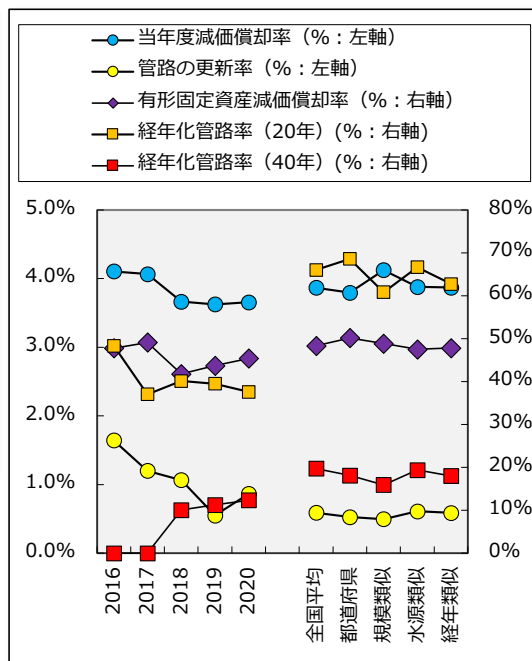 当年度減価償却率（%：左軸）
管路の更新率（%：左軸）
有形固定資産減価償却率（%：右軸）
経年化管路率（20年）(%：右軸)
経年化管路率（40年）(%：右軸)
5.0%
4.0%
3.0%
2.0%
1.0%
0.0%
80%
70%
60%
50%
40%
30%
20%
10%
0%
2016
2017
2018
2019
2020
全国平均
都道府県
規模類似
水源類似
経年類似